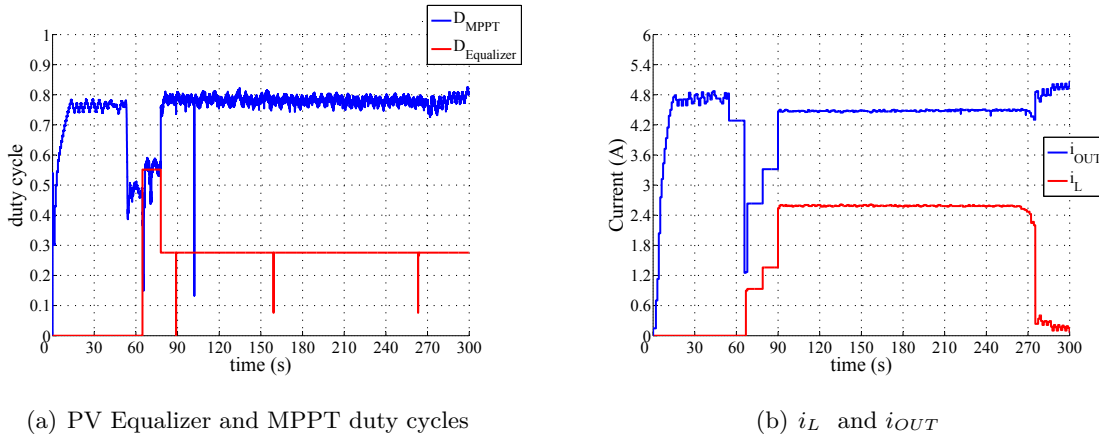 D_MPPT
D_Equalizer
1
0.9
0.8
0.7
0.6
0.5
0.4
0.3
0.2
0.1
0
duty cycle
0 30 60 90 120 150 180 210 240 270 300
time (s)
(a) PV Equalizer and MPPT duty cycles
6
5.4
4.8
4.2
3.6
3
2.4
1.8
1.2
0.6
0
Current (A)
i_OUT
i_L
0 30 60 90 120 150 180 210 240 270 300
time (s)
(b) i_L and i_OUT